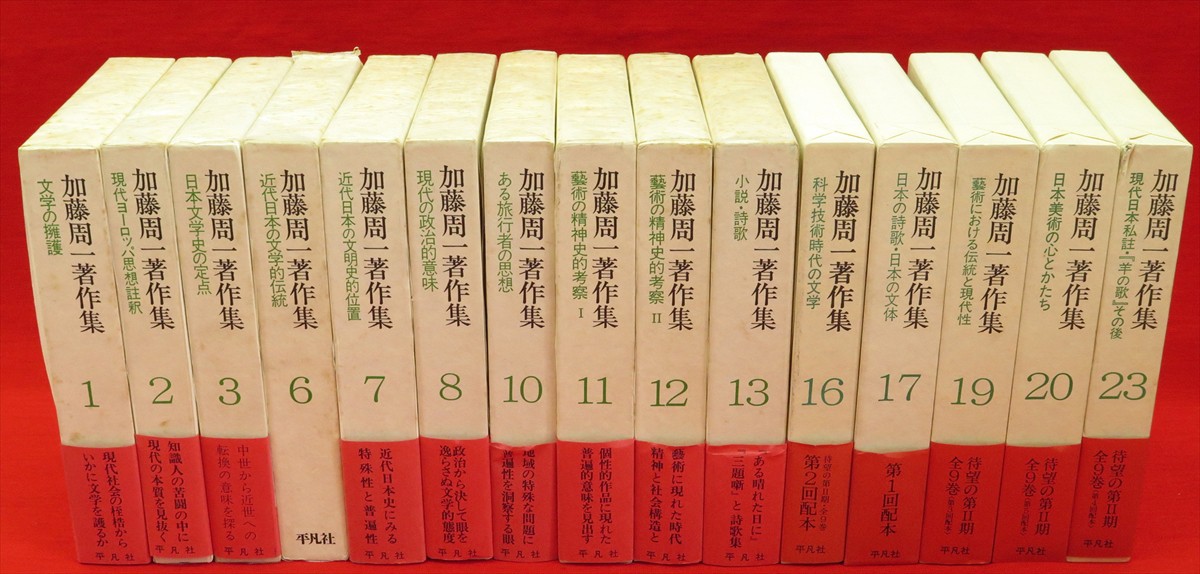 加藤周一著作集
文学の擁護
1
現代社会の桎梏から
いかに文学を護るか
平凡社
加藤周一著作集
現代ヨーロッパ思想註釈
2
知識人の苦闘の中に
現代の本質を見抜く
平凡社
加藤周一著作集
日本文学史の定点
3
中世から近世への
転換の意味を探る
平凡社
加藤周一著作集
近代日本の文学的伝統
6
平凡社
加藤周一著作集
近代日本の文明史的位置
7
近代日本史にみる
特殊性と普遍性
平凡社
加藤周一著作集
現代の政治的意味
8
政治から決して眼を
逸らさぬ文学的態度
平凡社
加藤周一著作集
ある旅行者の思想
10
地域の特殊な問題に
普遍性を洞察する眼
平凡社
加藤周一著作集
藝術の精神史的考察 I
11
個性的作品に現れた
普遍的意味を見出す
平凡社
加藤周一著作集
藝術の精神史的考察 II
12
藝術に現れた時代
精神と社会構造と
平凡社
加藤周一著作集
小説・詩歌
13
「ある晴れた日に」
「三題噺」と詩歌集
平凡社
加藤周一著作集
科学技術時代の文学
16
待望の第II期・全9巻
第2回配本
平凡社
加藤周一著作集
日本の詩歌・日本の文体
17
第1回配本
平凡社
加藤周一著作集
藝術における伝統と現代性
19
待望の第II期
全9巻
平凡社
加藤周一著作集
日本美術の心とかたち
20
待望の第II期
全9巻
平凡社
加藤周一著作集
現代日本私註・『羊の歌』その後
23
待望の第II期
全9巻
平凡社